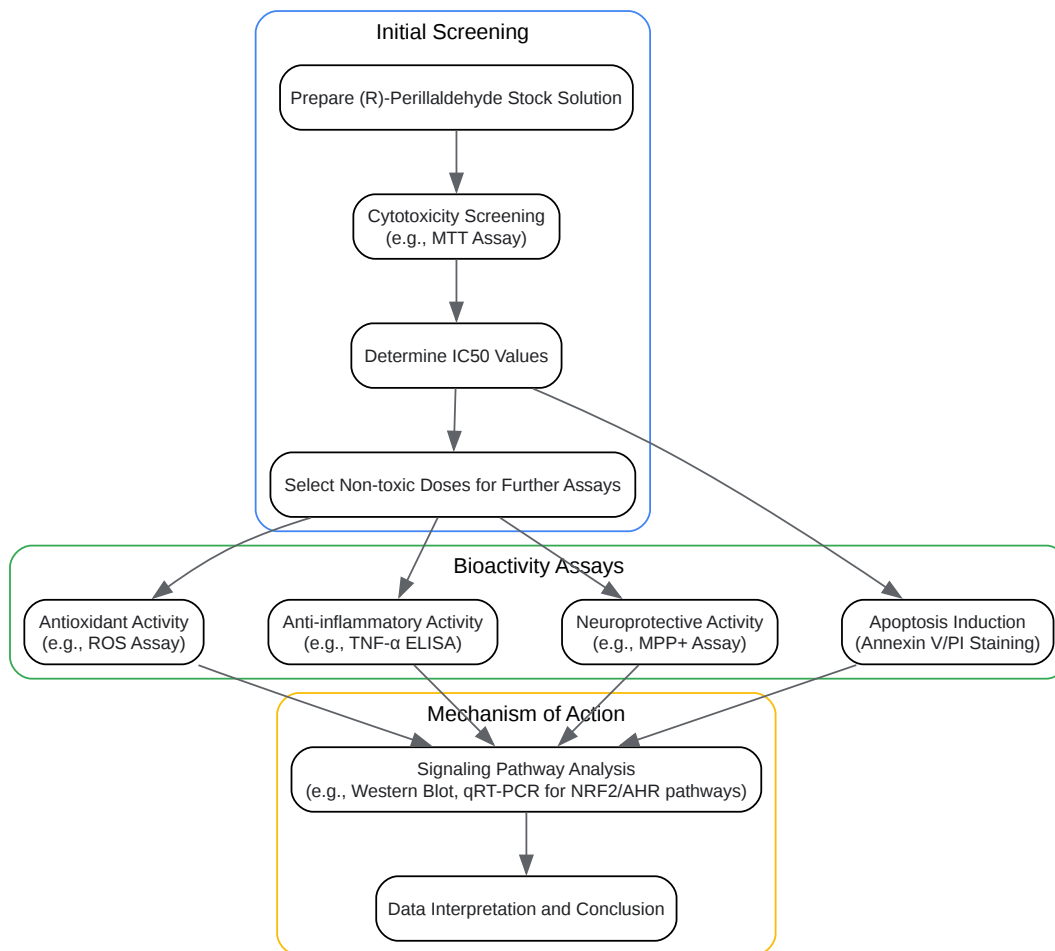 Initial Screening
Prepare (R)-Perillaldehyde Stock Solution
Cytotoxicity Screening
(e.g., MTT Assay)
Determine IC50 Values
Select Non-toxic Doses for Further Assays
Bioactivity Assays
Antioxidant Activity
(e.g., ROS Assay)
Anti-inflammatory Activity
(e.g., TNF-α ELISA)
Neuroprotective Activity
(e.g., MPP+ Assay)
Apoptosis Induction
(Annexin V/PI Staining)
Mechanism of Action
Signaling Pathway Analysis
(e.g., Western Blot, qRT-PCR for NRF2/AHR pathways)
Data Interpretation and Conclusion